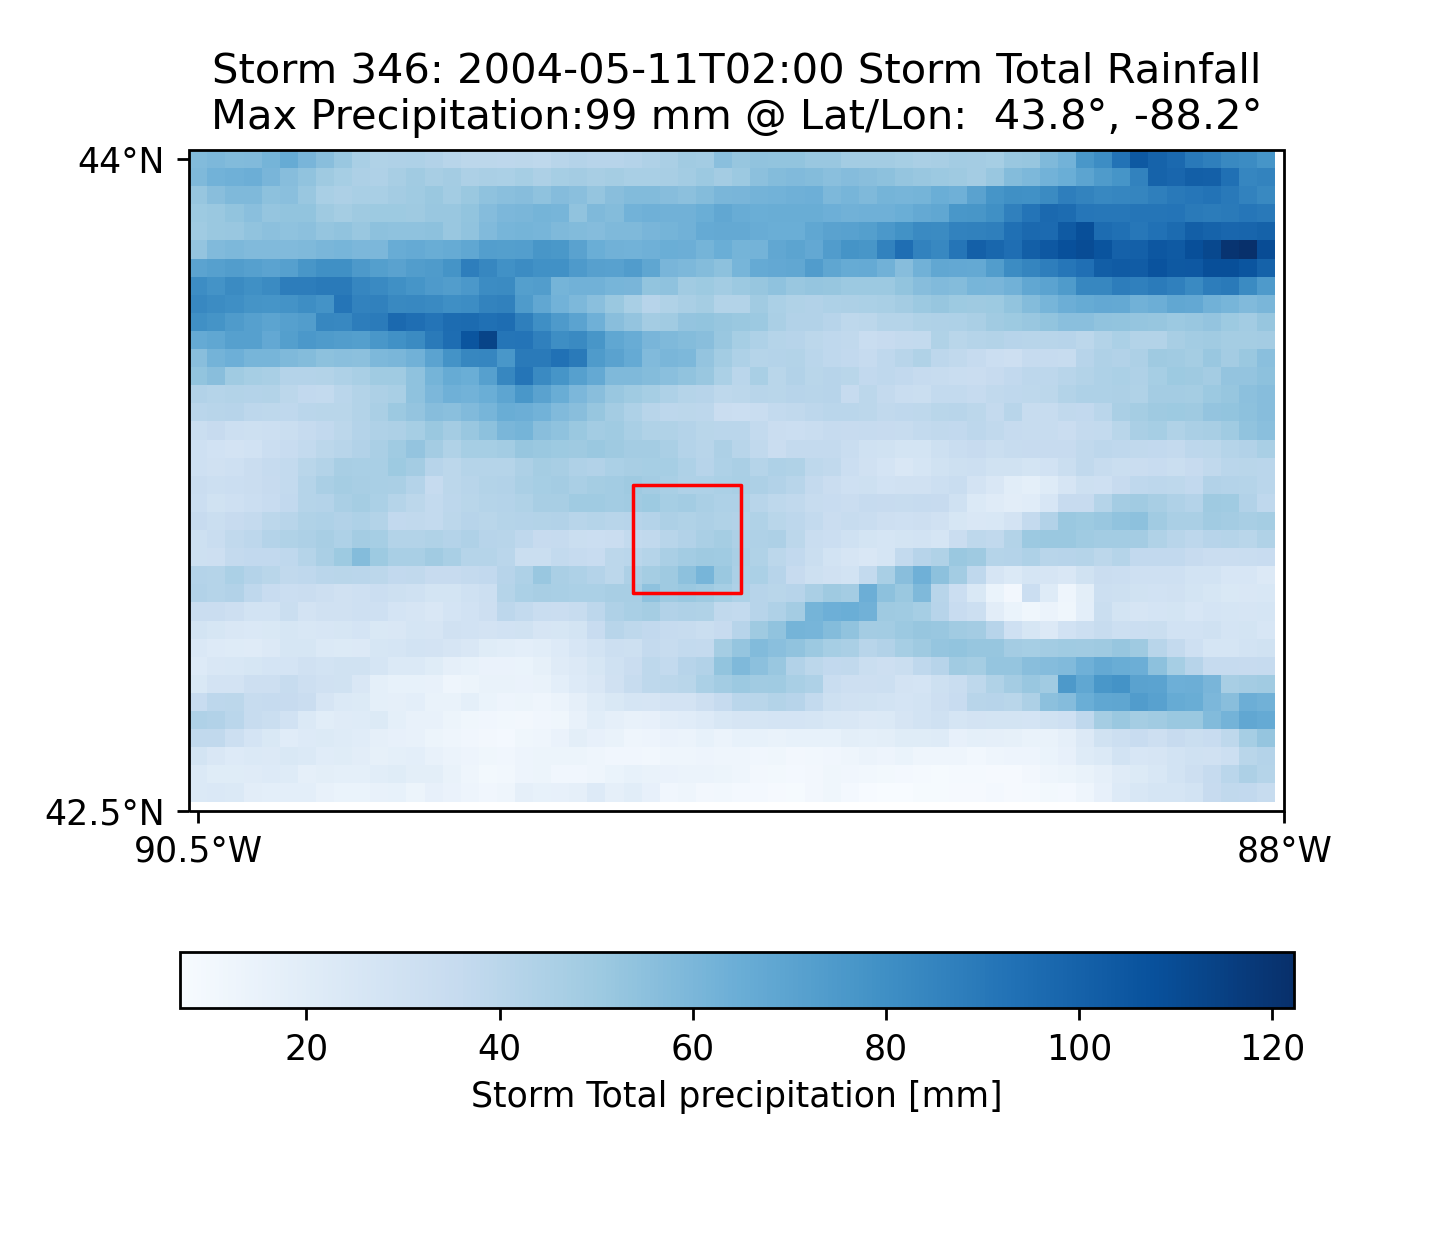 Storm 346: 2004-05-11T02:00 Storm Total Rainfall
Max Precipitation:99 mm @ Lat/Lon:  43.8°, -88.2°
44°N
42.5°N
90.5°W
88°W
20
40
60
80
100
120
Storm Total precipitation [mm]